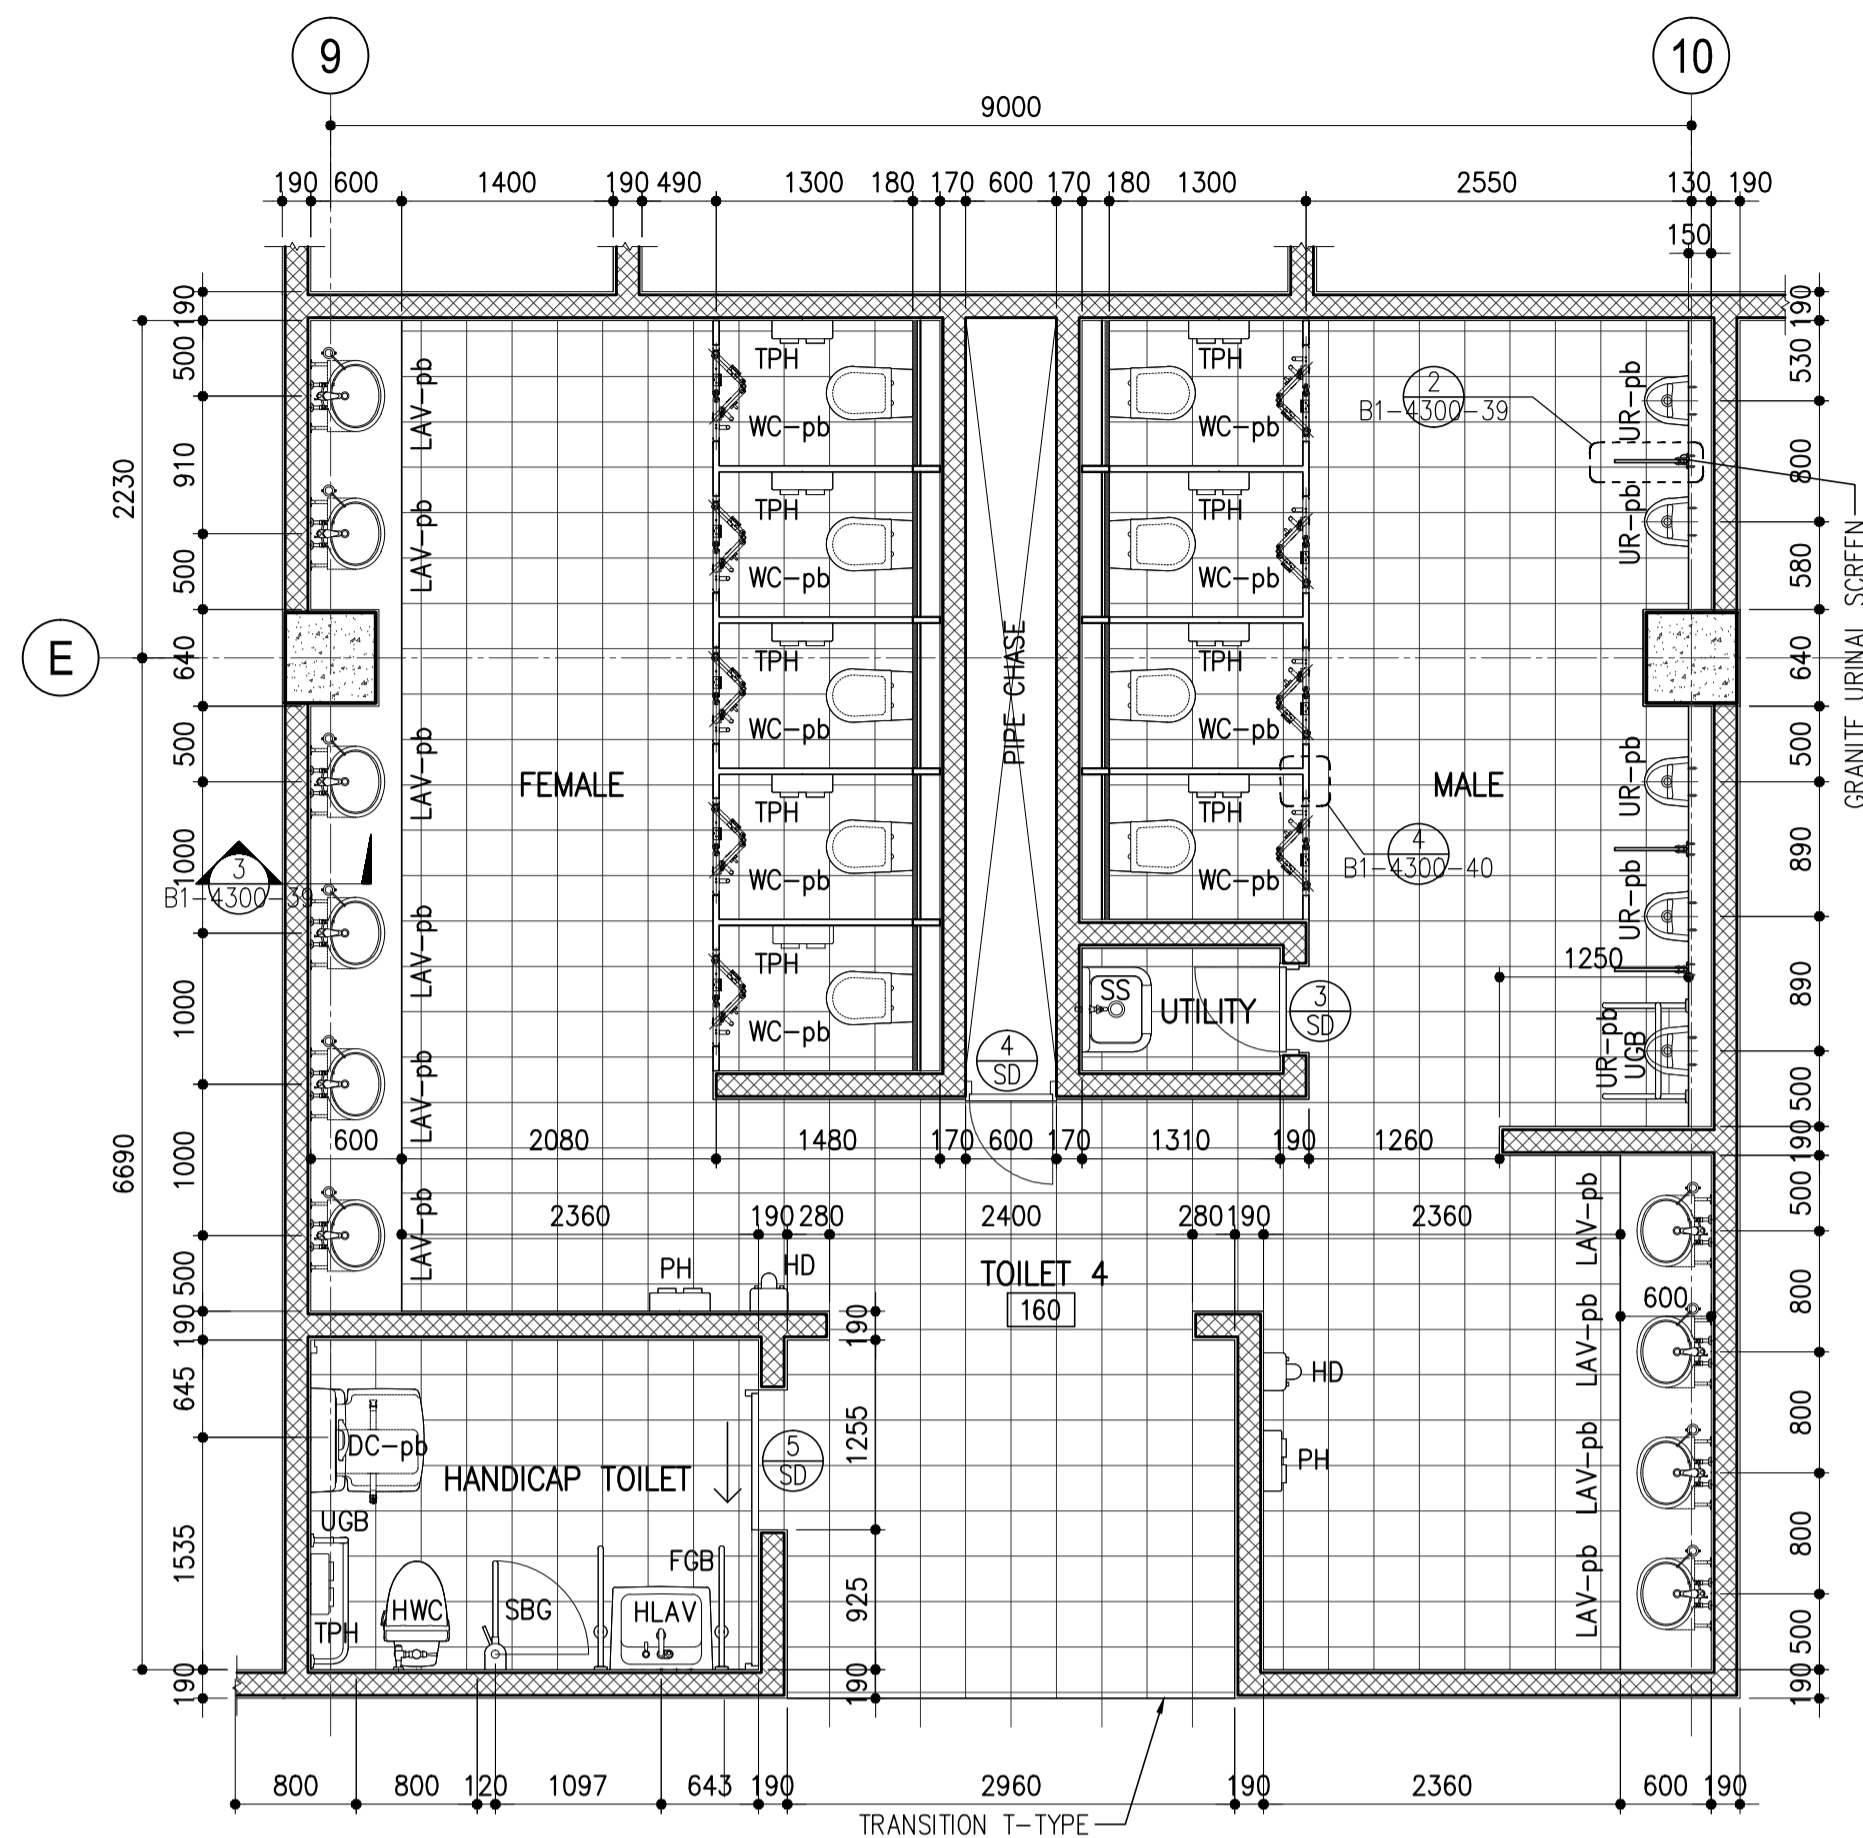 9
10
9000
190 600 1400 190 490 1300 180 170 600 170 180 1300 2550 130 190
150
E
2230
6690
190
500
910
500
640
500
1000
1000
1000
500
190
645
1535
190
190
530
800
580
640
500
890
890
500
190
500
800
800
800
500
190
LAV-pb
LAV-pb
LAV-pb
LAV-pb
LAV-pb
LAV-pb
FEMALE
TPH
WC-pb
TPH
WC-pb
TPH
WC-pb
TPH
WC-pb
TPH
WC-pb
PIPE CHASE
TPH
WC-pb
TPH
WC-pb
TPH
WC-pb
TPH
WC-pb
MALE
2
B1-4300-39
UR-pb
UR-pb
UR-pb
UR-pb
UR-pb
UGB
GRANITE URINAL SCREEN
4
B1-4300-40
3
B1-4300-39
1250
SS
UTILITY
3
SD
4
SD
600 2080 1480 170 600 170 1310 190 1260
2360 190 280 2400 280 190 2360
PH
HD
TOILET 4
160
190
1255
925
190
600
HD
PH
LAV-pb
LAV-pb
LAV-pb
LAV-pb
DC-pb
HANDICAP TOILET
5
SD
UGB
FGB
TPH
HWC
SBG
HLAV
800 800 120 1097 643 190 2960 190 2360 600 190
TRANSITION T-TYPE